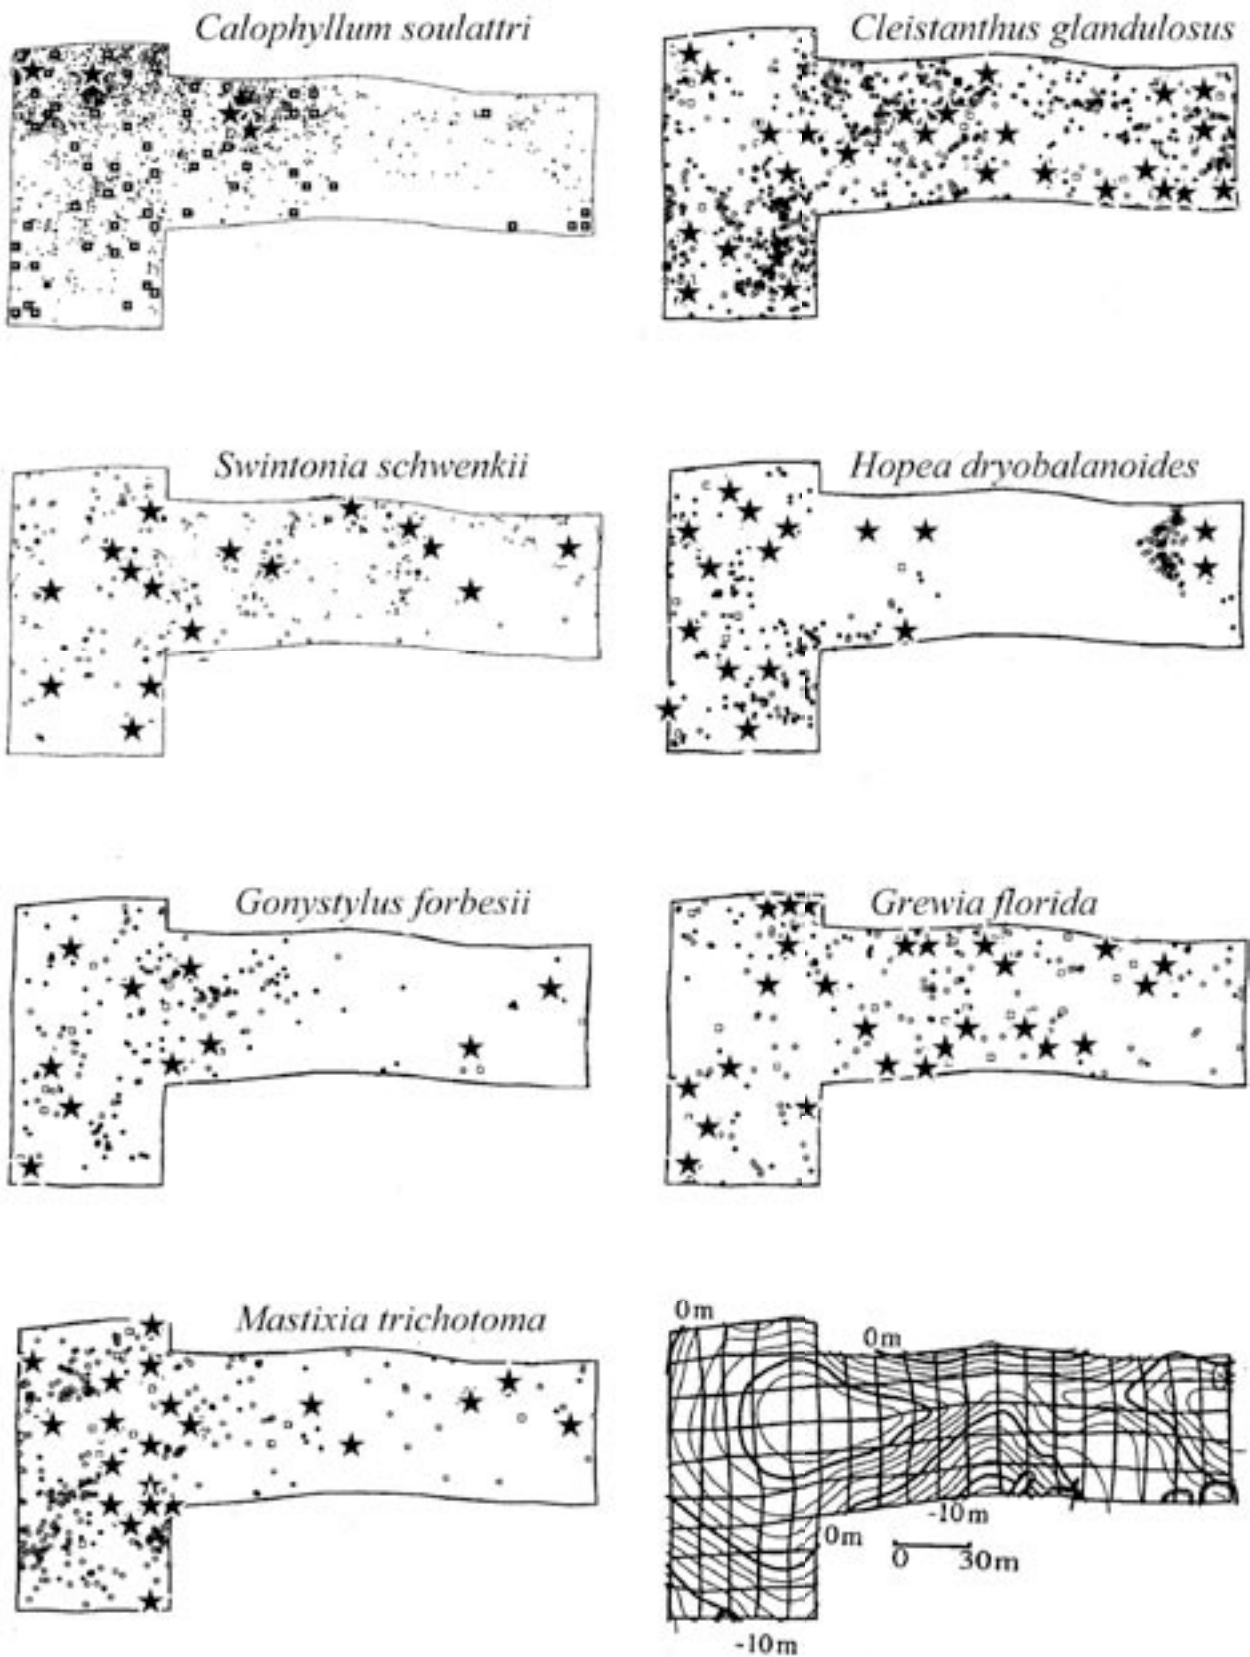 Calophyllum soulattri
Cleistanthus glandulosus
Swintonia schwenkii
Hopea dryobalanoides
Gonystylus forbesii
Grewia florida
Mastixia trichotoma
0m
0m
-10m
0m
0 30m
-10m